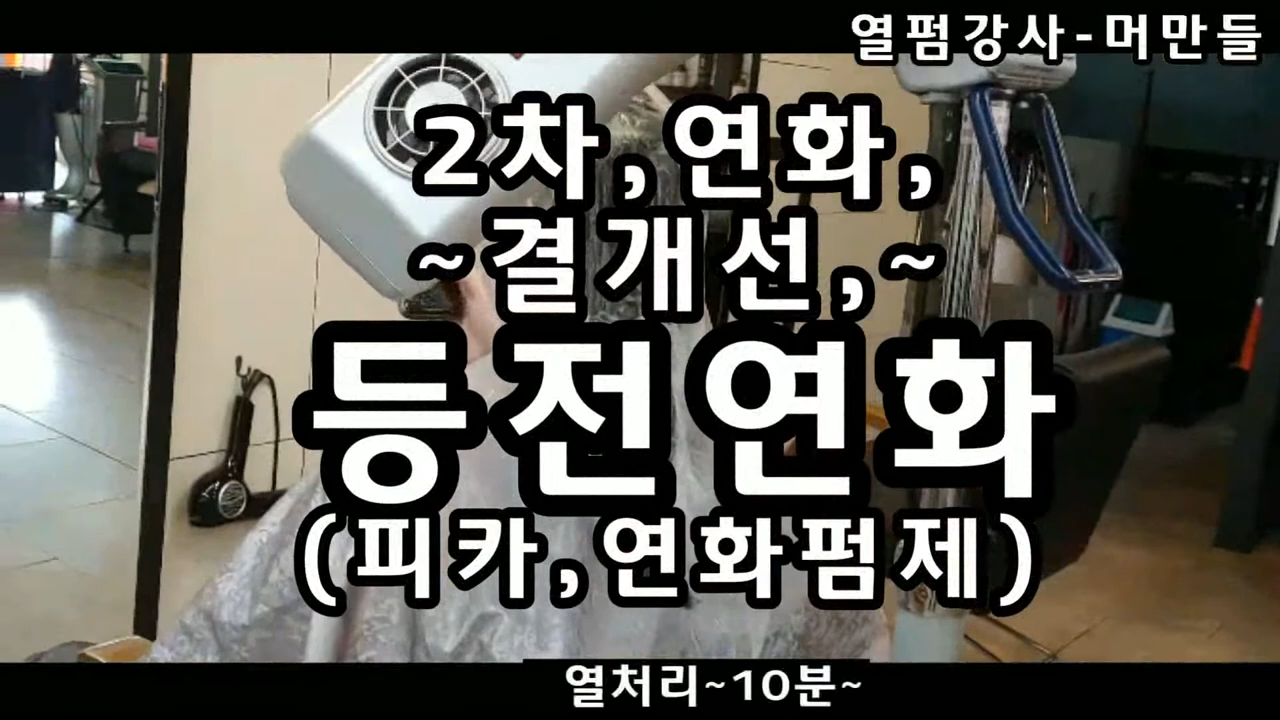 열펌강사-머만들
2차,연화,
~결개선,~
등전연화
(피카,연화펌제)
열처리~10분~